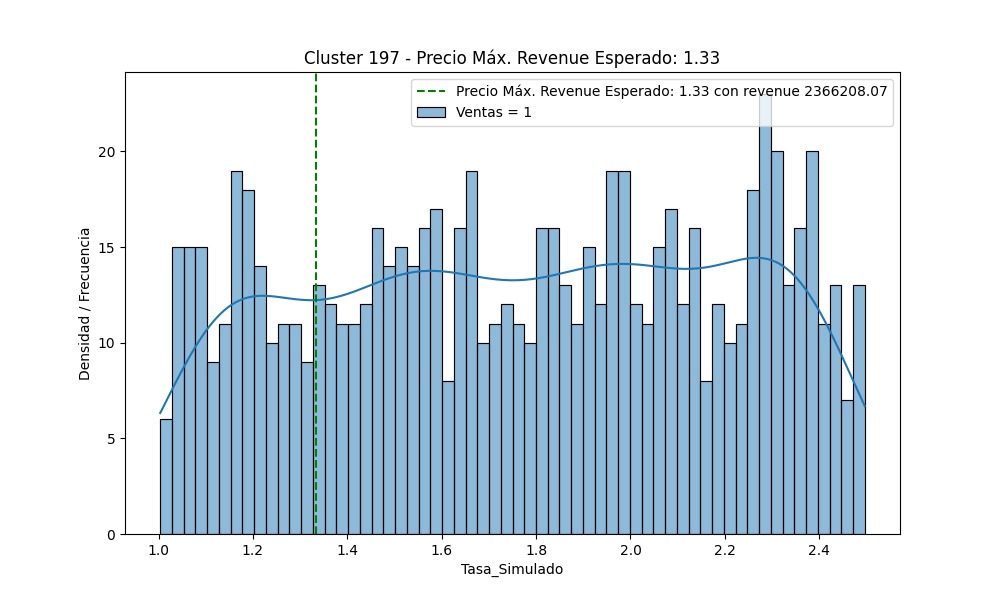 Cluster 197 - Precio Máx. Revenue Esperado: 1.33
Precio Máx. Revenue Esperado: 1.33 con revenue 2366208.07
Ventas = 1
Densidad / Frecuencia
20
15
10
5
0
1.0 1.2 1.4 1.6 1.8 2.0 2.2 2.4
Tasa_Simulado